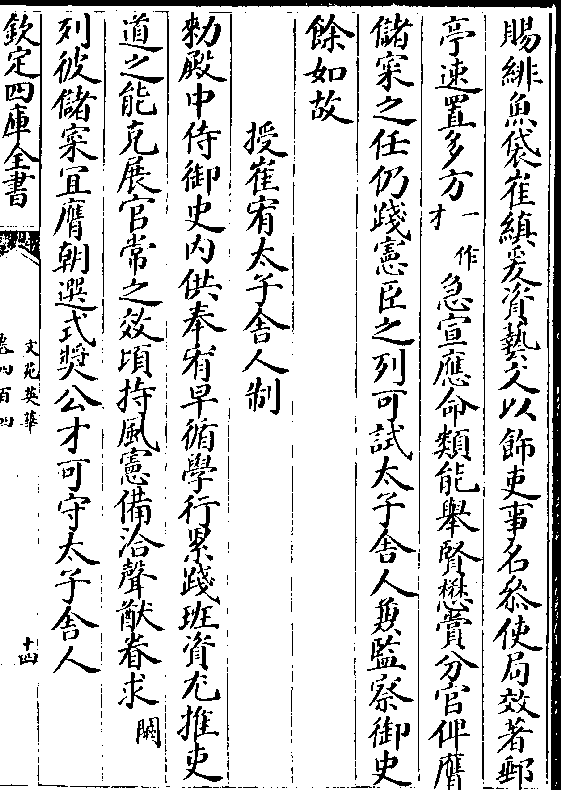 賜緋魚袋崔縝爰資藝文以飾吏事名叅使局效著郵
亭速置多方一作才急宣應命類能舉賢懋賞分官俾膺
儲寀之任仍踐憲臣之列可試太子舍人兼監察御史
餘如故
授崔宥太子舍人制
勅殿中侍御史内供奉宥早循學行累踐班資尤推吏
道之能克展官常之效頃持風憲備洽聲猷眷求闕
列彼儲寀宜膺朝選式奬公才可守太子舍人
欽定四庫全書
文苑英華
卷四百四
十四